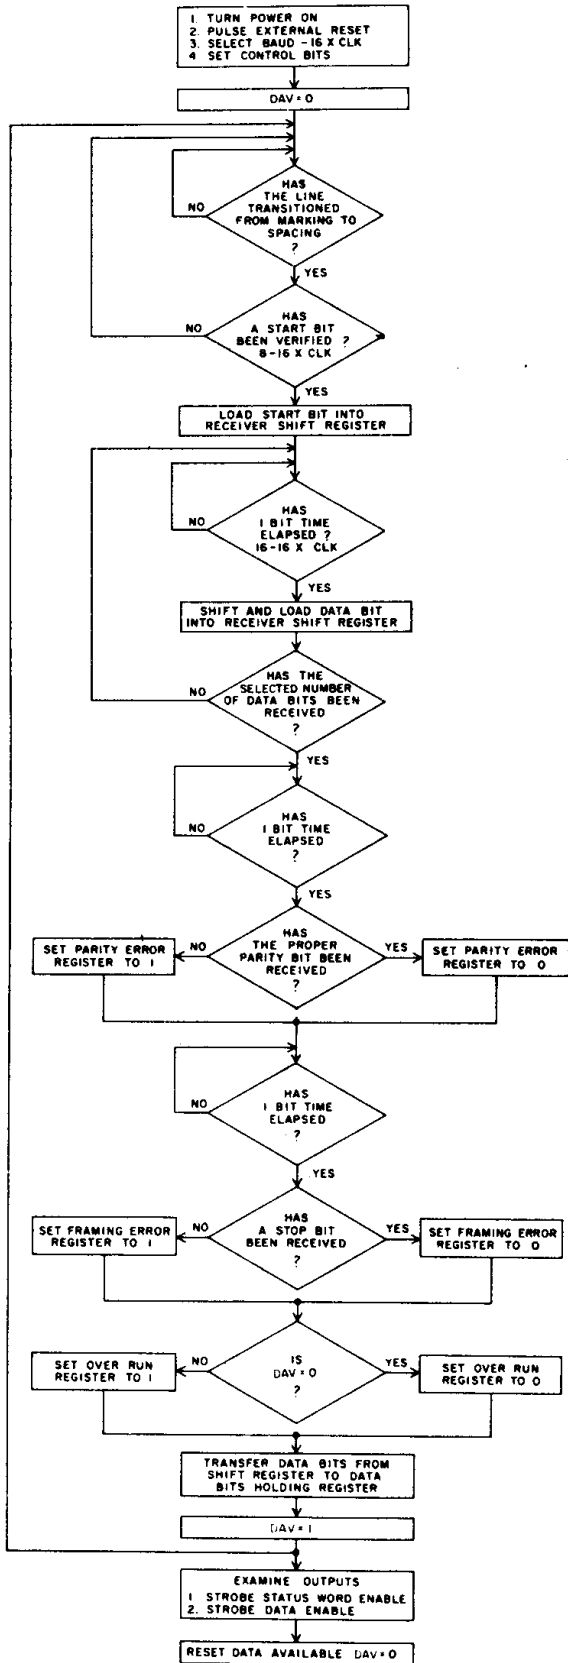 1. TURN POWER ON
2. PULSE EXTERNAL RESET
3. SELECT BAUD - 16 X CLK
4 SET CONTROL BITS
DAV = 0
HAS
THE LINE
TRANSITIONED
FROM MARKING TO
SPACING
?
NO
YES
HAS
A START BIT
BEEN VERIFIED ?
8-16 X CLK
NO
YES
LOAD START BIT INTO
RECEIVER SHIFT REGISTER
HAS
1 BIT TIME
ELAPSED ?
16-16 X CLK
NO
YES
SHIFT AND LOAD DATA BIT
INTO RECEIVER SHIFT REGISTER
HAS THE
SELECTED NUMBER
OF DATA BITS BEEN
RECEIVED
?
NO
YES
HAS
1 BIT TIME
ELAPSED
?
NO
YES
HAS
THE PROPER
PARITY BIT BEEN
RECEIVED
?
NO
YES
SET PARITY ERROR
REGISTER TO 1
SET PARITY ERROR
REGISTER TO 0
HAS
1 BIT TIME
ELAPSED
?
NO
YES
HAS
A STOP BIT
BEEN RECEIVED
?
NO
YES
SET FRAMING ERROR
REGISTER TO 1
SET FRAMING ERROR
REGISTER TO 0
IS
DAV = 0
?
NO
YES
SET OVER RUN
REGISTER TO 1
SET OVER RUN
REGISTER TO 0
TRANSFER DATA BITS FROM
SHIFT REGISTER TO DATA
BITS HOLDING REGISTER
DAV = 1
EXAMINE OUTPUTS
1 STROBE STATUS WORD ENABLE
2. STROBE DATA ENABLE
RESET DATA AVAILABLE DAV = 0